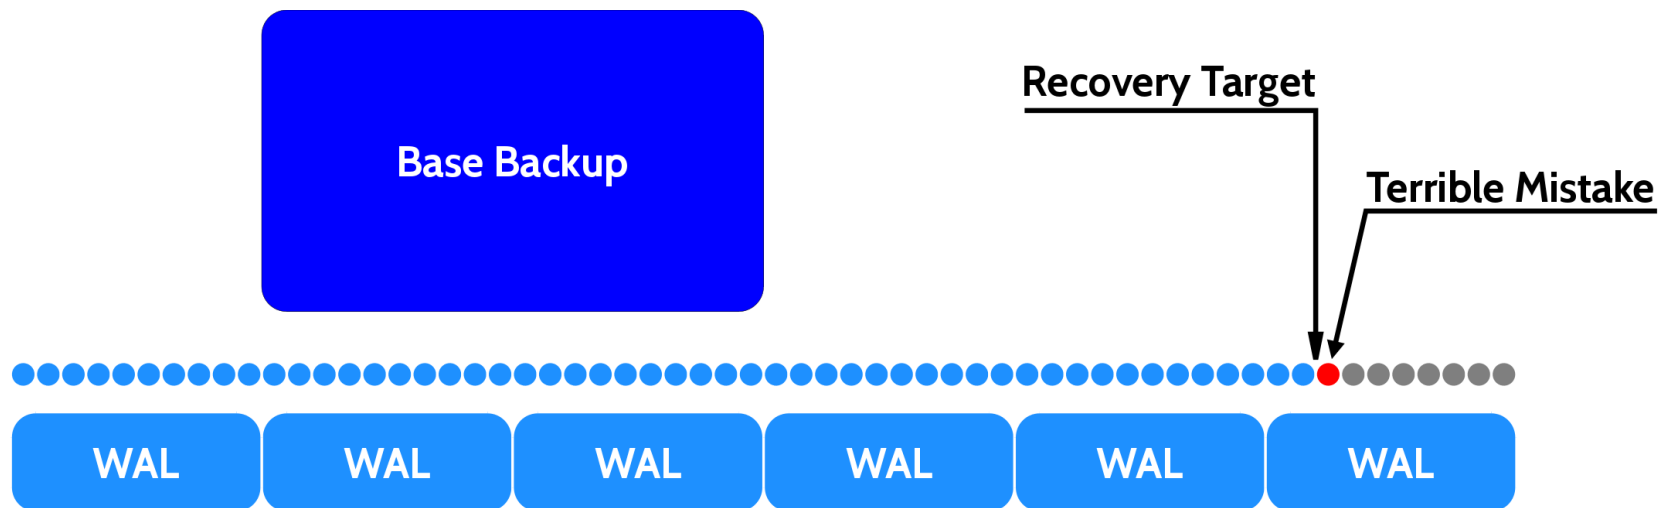 Base Backup
Recovery Target
Terrible Mistake
WAL WAL WAL WAL WAL WAL